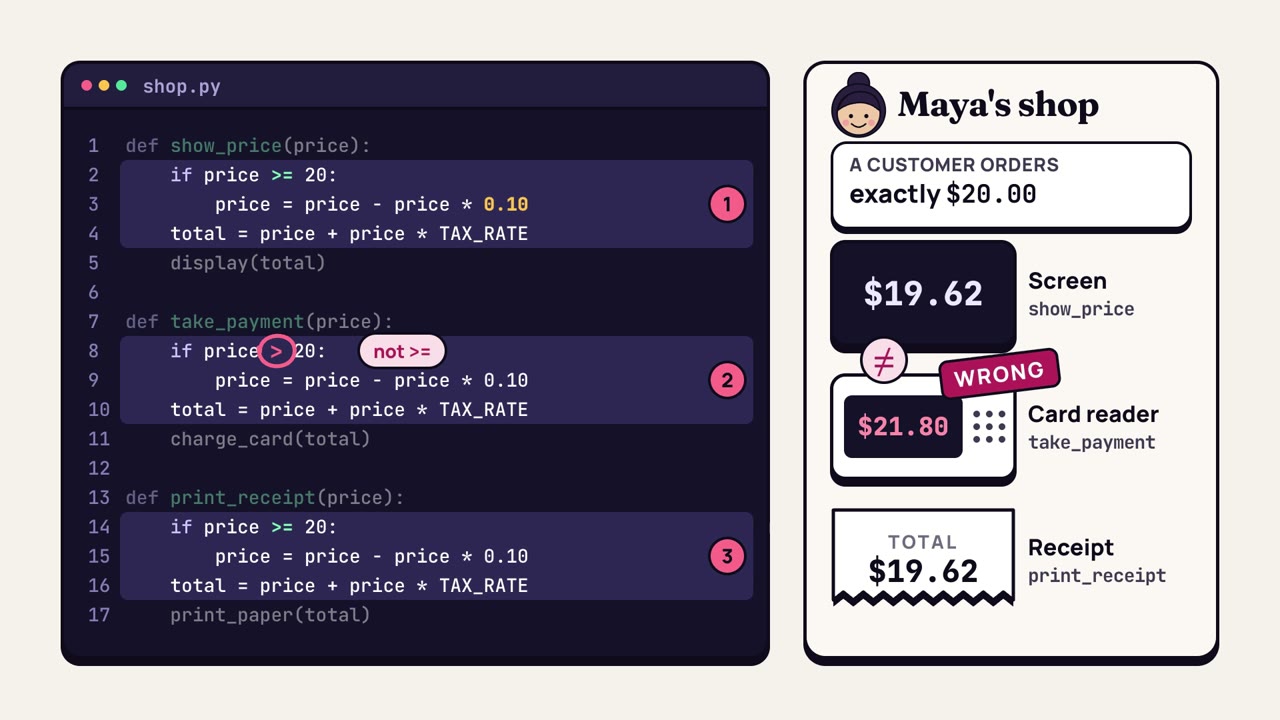 shop.py
1 def show_price(price):
2     if price >= 20:
3         price = price - price * 0.10
4     total = price + price * TAX_RATE
5     display(total)
6
7 def take_payment(price):
8     if price > 20: not >=
9         price = price - price * 0.10
10     total = price + price * TAX_RATE
11     charge_card(total)
12
13 def print_receipt(price):
14     if price >= 20:
15         price = price - price * 0.10
16     total = price + price * TAX_RATE
17     print_paper(total)
1
2
3
Maya's shop
A CUSTOMER ORDERS
exactly $20.00
$19.62
Screen
show_price
≠
WRONG
$21.80
Card reader
take_payment
TOTAL
$19.62
Receipt
print_receipt